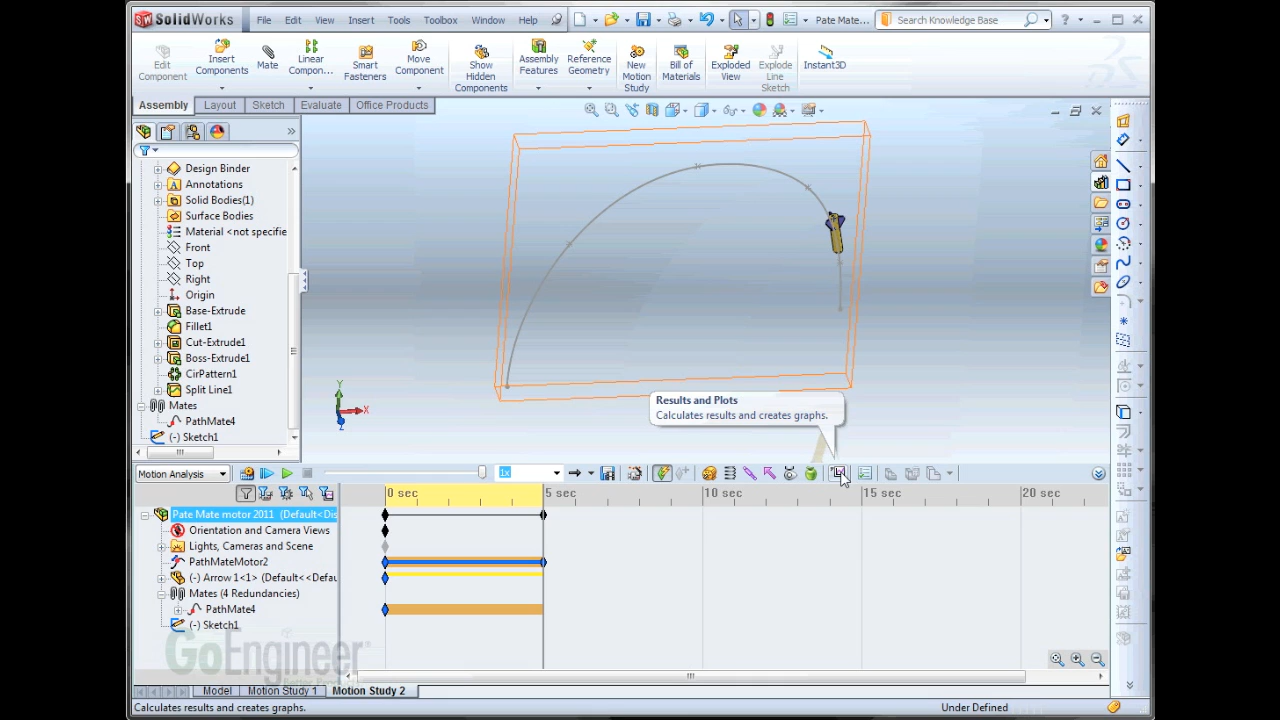 SolidWorks File Edit View Insert Tools Toolbox Window Help Pate Mate... Search Knowledge Base ?
Edit Component
Insert Components
Mate
Linear Compon...
Smart Fasteners
Move Component
Show Hidden Components
Assembly Features
Reference Geometry
New Motion Study
Bill of Materials
Exploded View
Explode Line Sketch
Instant3D
Assembly Layout Sketch Evaluate Office Products
Design Binder
Annotations
Solid Bodies(1)
Surface Bodies
Material <not specifie
Front
Top
Right
Origin
Base-Extrude
Fillet1
Cut-Extrude1
Boss-Extrude1
CirPattern1
Split Line1
Mates
PathMate4
(-) Sketch1
Y
X
Z
Results and Plots
Calculates results and creates graphs.
Motion Analysis 1x
0 sec 5 sec 10 sec 15 sec 20 sec
Pate Mate motor 2011 (Default<Dis
Orientation and Camera Views
Lights, Cameras and Scene
PathMateMotor2
(-) Arrow 1<1> (Default<<Defau
Mates (4 Redundancies)
PathMate4
(-) Sketch1
GoEngineer
Model Motion Study 1 Motion Study 2
Calculates results and creates graphs. Under Defined